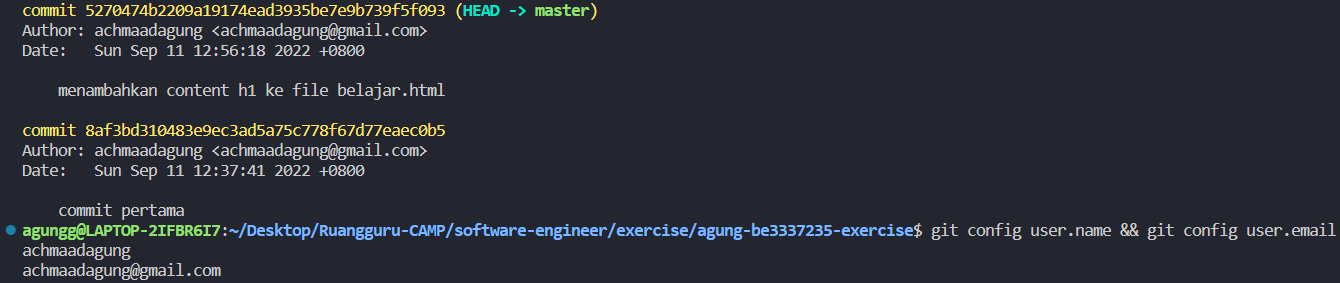 commit 5270474b2209a19174ead3935be7e9b739f5f093 (HEAD -> master)
Author: achmaadagung <achmaadagung@gmail.com>
Date:   Sun Sep 11 12:56:18 2022 +0800
menambahkan content h1 ke file belajar.html
commit 8af3bd310483e9ec3ad5a75c778f67d77eaec0b5
Author: achmaadagung <achmaadagung@gmail.com>
Date:   Sun Sep 11 12:37:41 2022 +0800
commit pertama
agungg@LAPTOP-2IFBR6I7:~/Desktop/Ruangguru-CAMP/software-engineer/exercise/agung-be3337235-exercise$ git config user.name && git config user.email
achmaadagung
achmaadagung@gmail.com